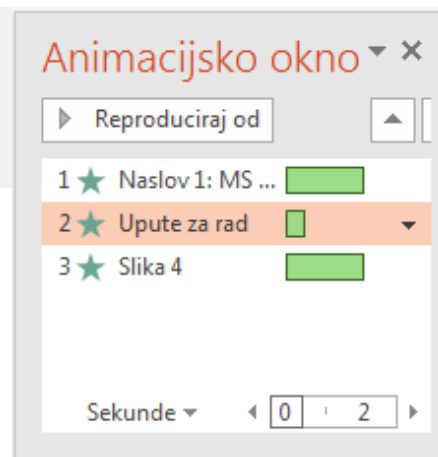 Animacijsko okno
Reproduciraj od
1 Naslov 1: MS ...
2 Upute za rad
3 Slika 4
Sekunde 0 2